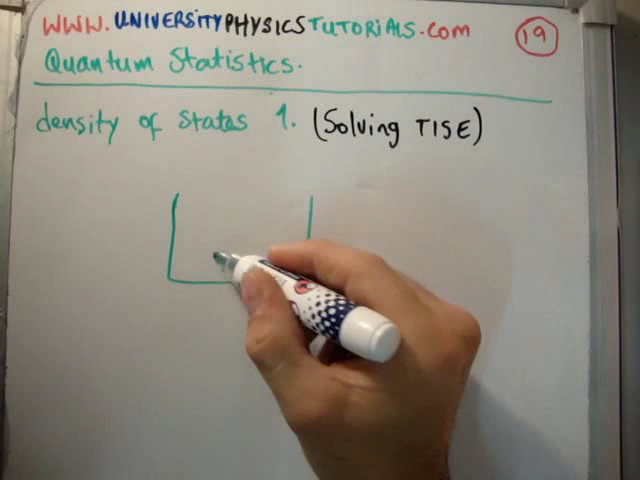 WWW.UNIVERSITYPHYSICSTUTORIALS.COM 19
Quantum Statistics.
density of states 1. (Solving TISE)